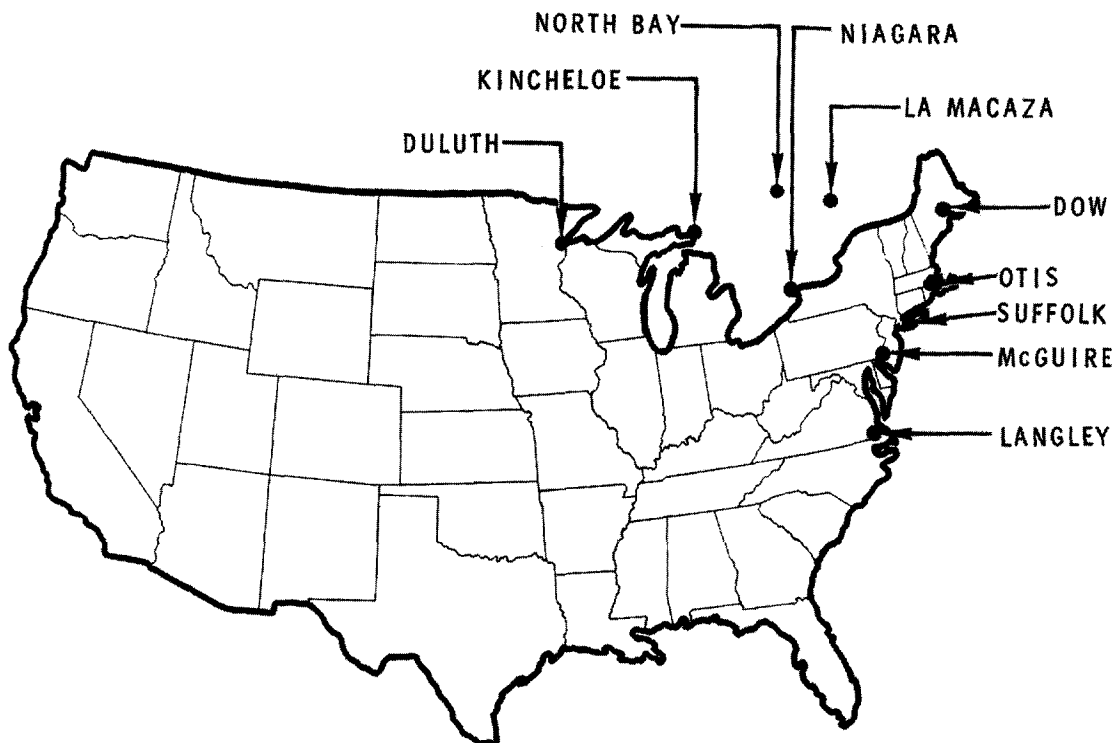 NORTH BAY
NIAGARA
KINCHELOE
LA MACAZA
DULUTH
DOW
OTIS
SUFFOLK
McGUIRE
LANGLEY